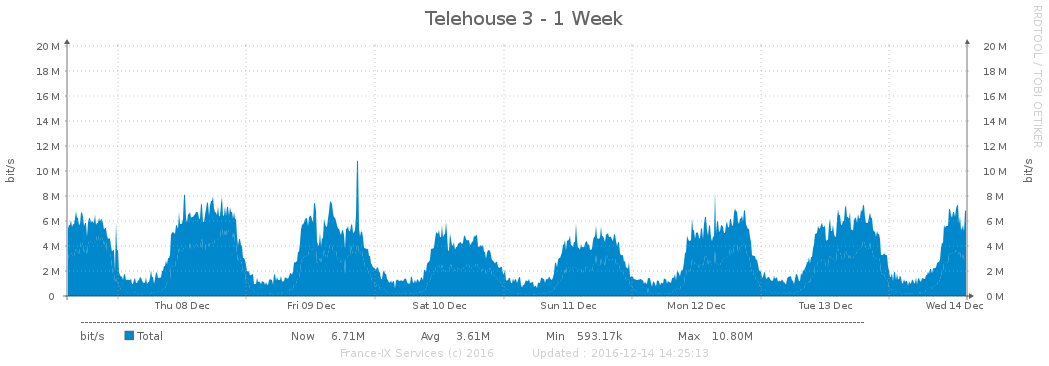 Telehouse 3 - 1 Week
RRDTOOL / TOBI OETIKER
20 M 20 M
18 M 18 M
16 M 16 M
14 M 14 M
12 M 12 M
10 M 10 M
8 M 8 M
6 M 6 M
4 M 4 M
2 M 2 M
0 0 M
bit/s bit/s
Thu 08 Dec Fri 09 Dec Sat 10 Dec Sun 11 Dec Mon 12 Dec Tue 13 Dec Wed 14 Dec
bit/s Total Now 6.71M Avg 3.61M Min 593.17k Max 10.80M
France-IX Services (c) 2016 Updated : 2016-12-14 14:25:13